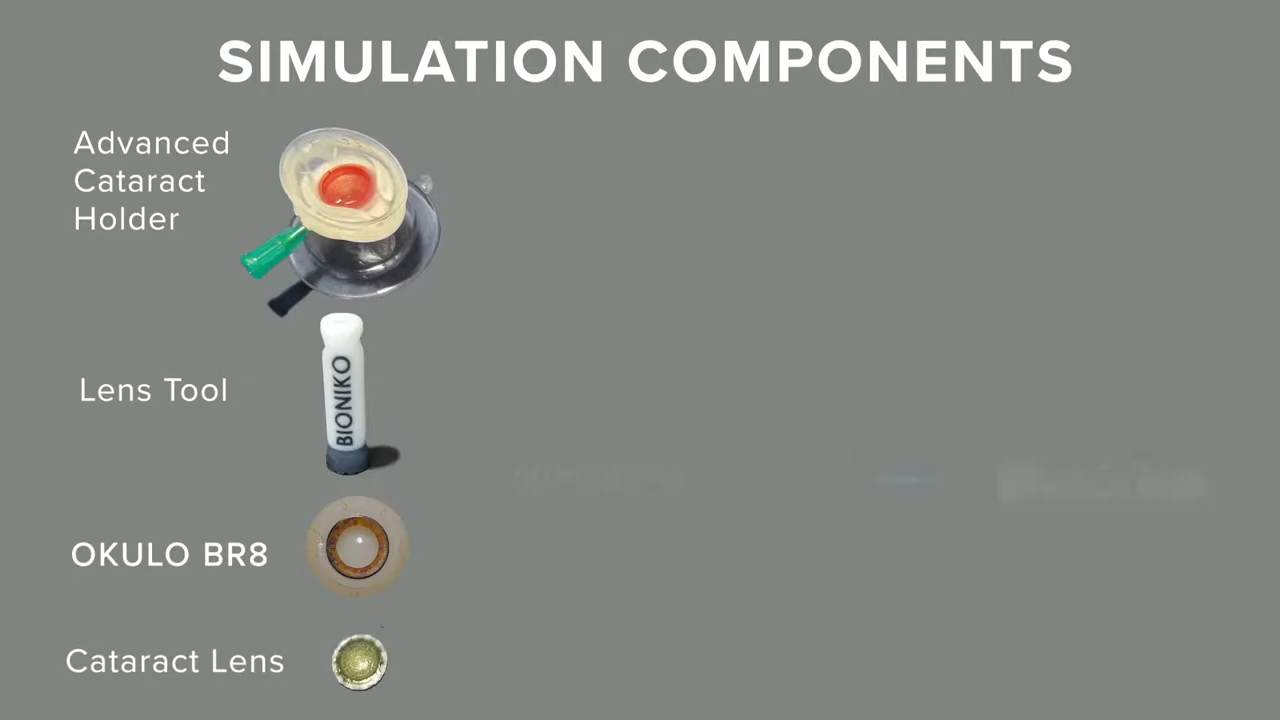 SIMULATION COMPONENTS
Advanced
Cataract
Holder
Lens Tool
BIONIKO
OKULO BR8
Cataract Lens